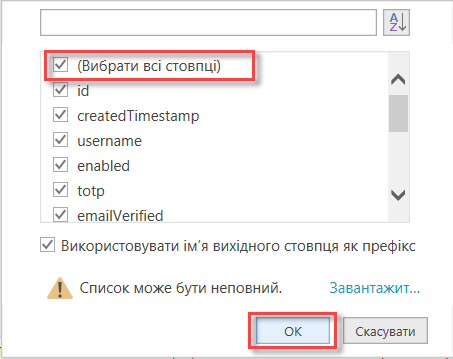 A
Z
(Вибрати всі стовпці)
id
createdTimestamp
username
enabled
totp
emailVerified
Використовувати ім’я вихідного стовпця як префікс
Список може бути неповний. Завантажит...
ОК Скасувати